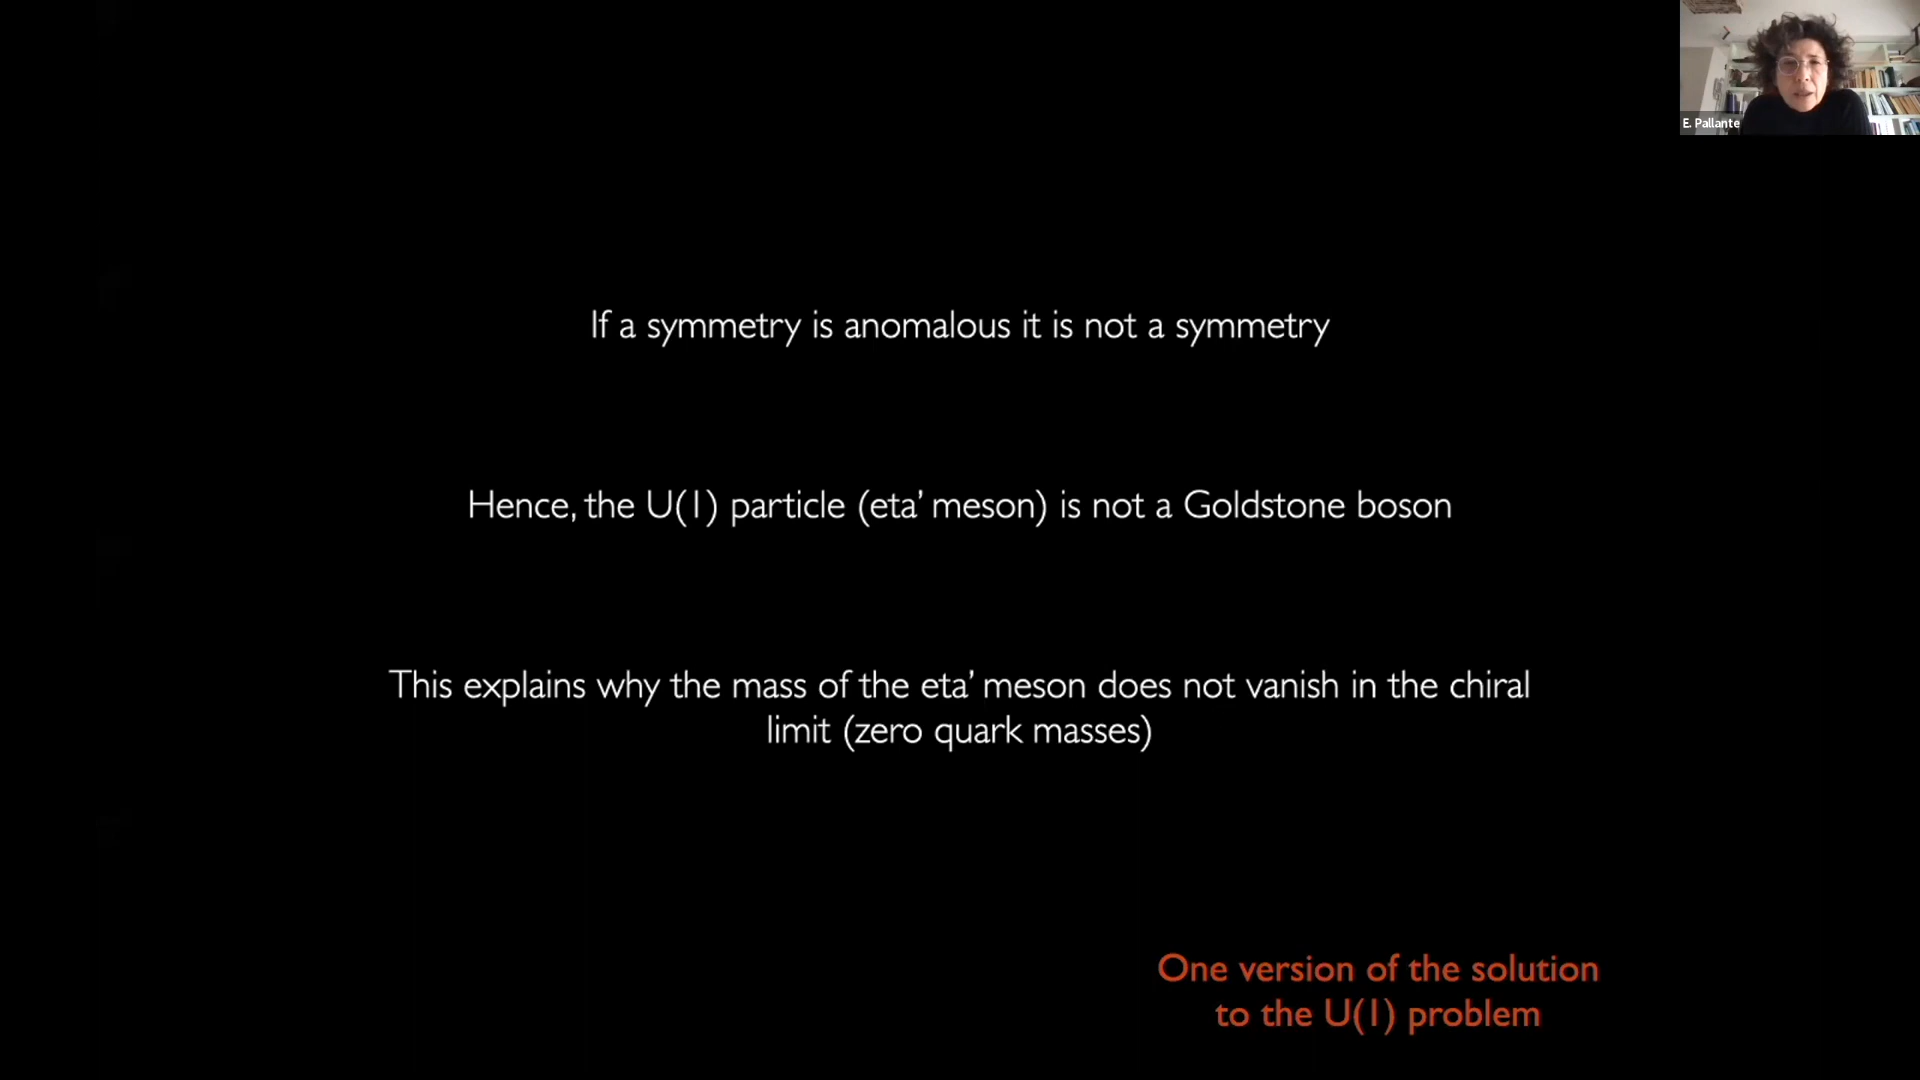 E. Pallante
If a symmetry is anomalous it is not a symmetry
Hence, the U(1) particle (eta’ meson) is not a Goldstone boson
This explains why the mass of the eta’ meson does not vanish in the chiral
limit (zero quark masses)
One version of the solution
to the U(1) problem